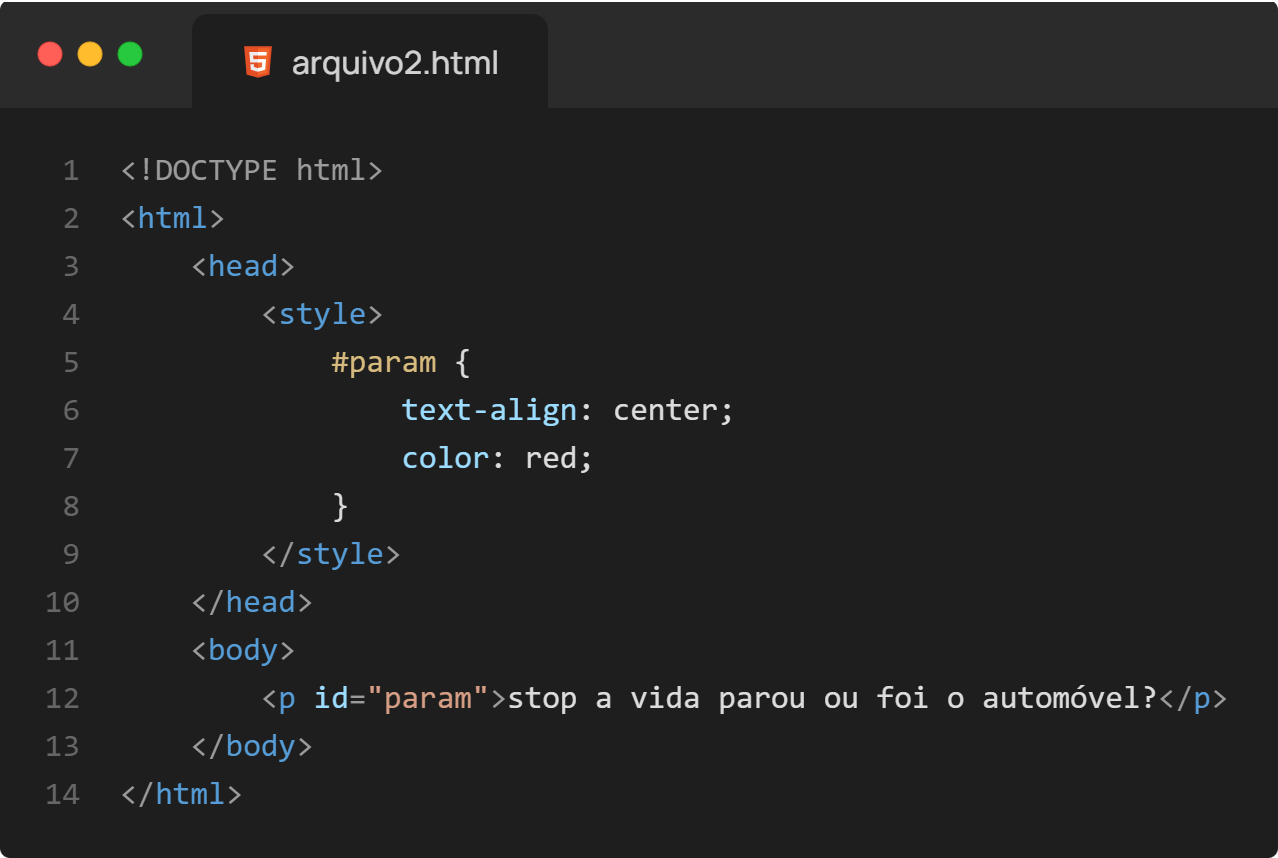 arquivo2.html
1 <!DOCTYPE html>
2 <html>
3     <head>
4         <style>
5             #param {
6                 text-align: center;
7                 color: red;
8             }
9         </style>
10     </head>
11     <body>
12         <p id="param">stop a vida parou ou foi o automóvel?</p>
13     </body>
14 </html>